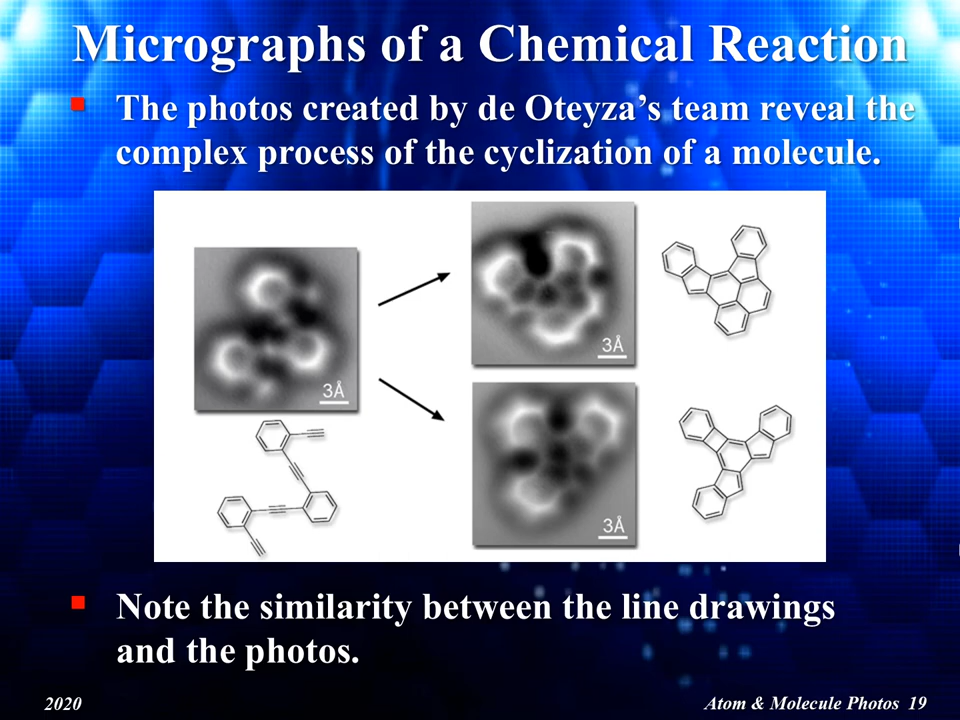 Micrographs of a Chemical Reaction
▪ The photos created by de Oteyza’s team reveal the
complex process of the cyclization of a molecule.
3Å
3Å
3Å
▪ Note the similarity between the line drawings
and the photos.
2020
Atom & Molecule Photos 19